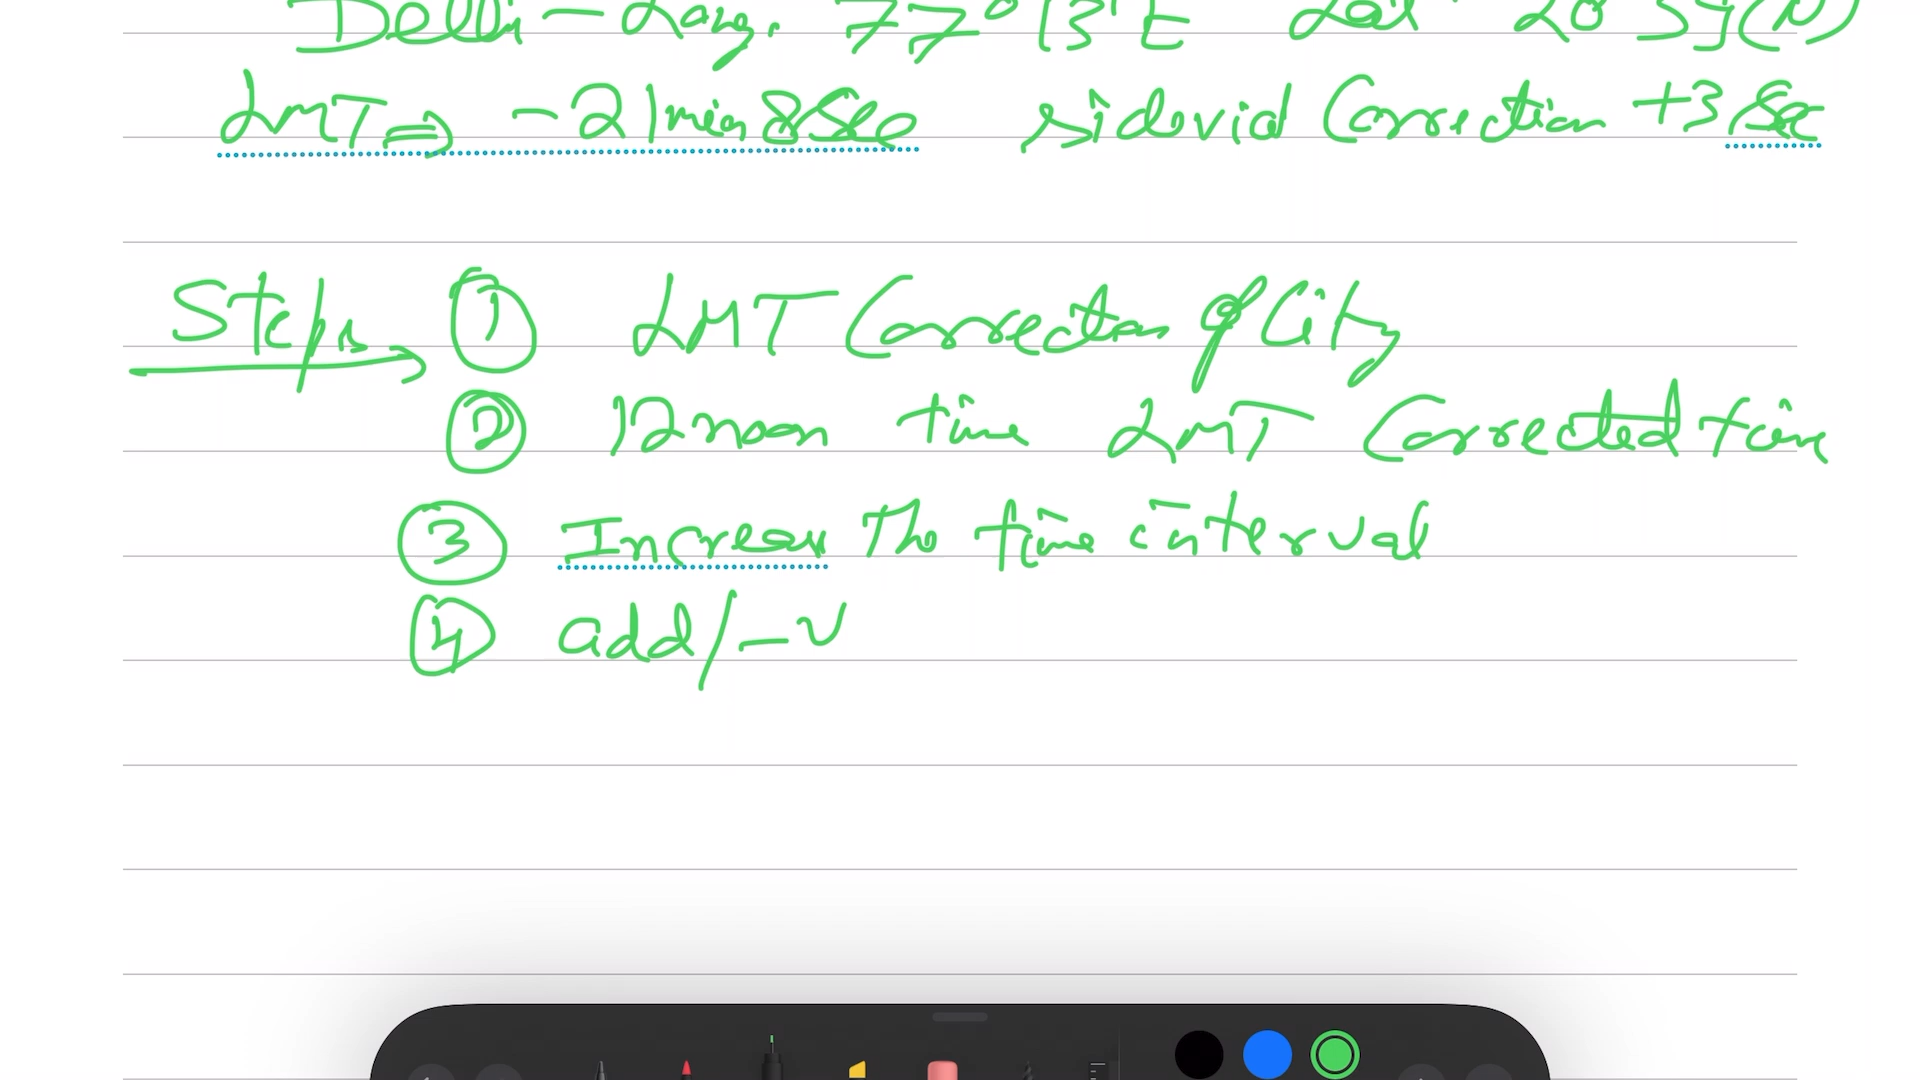 Delhi - Long. 77° 13' E Lat. 28° 39 (N)
LMT ⇒ -21 min 8 Sec siderial Correction +3 Sec
Steps → ① LMT Correction of City
② 12 noon time LMT Corrected time
③ Increase The time interval
④ add/-v